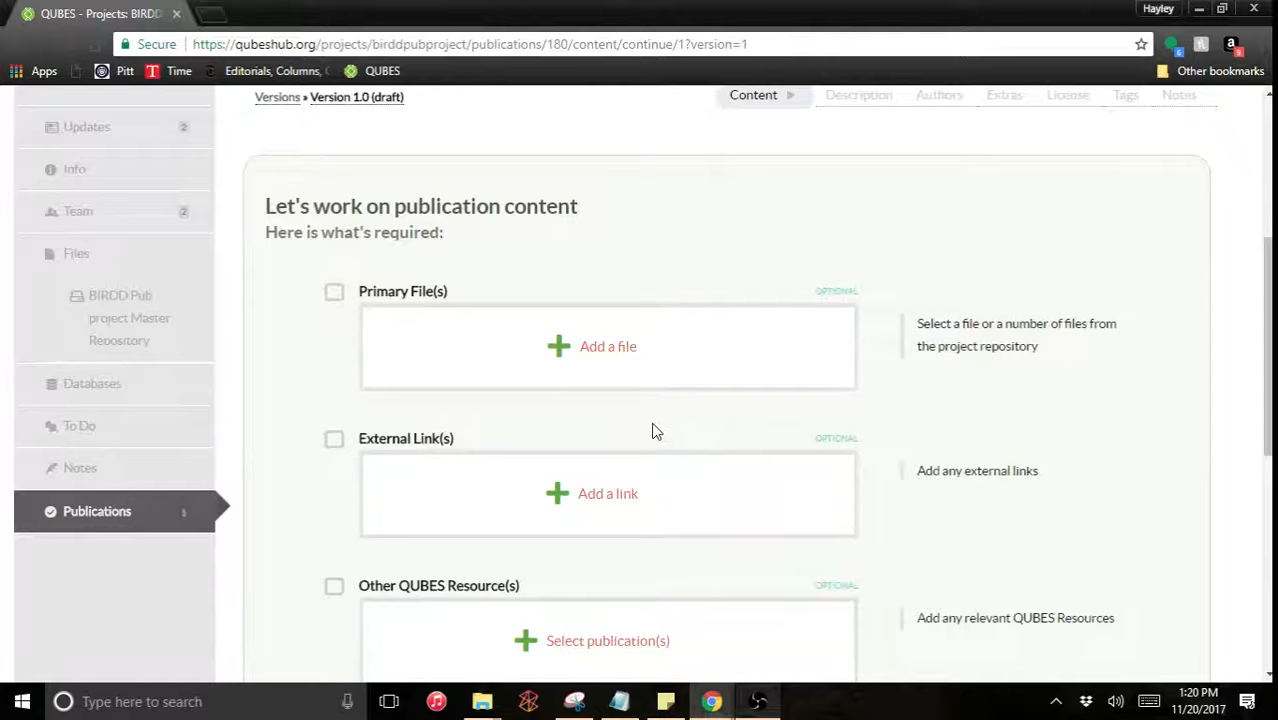 QUBES - Publications: BIRDD
Hayley
Secure
https://qubeshub.org/projects/birddpubproject/publications/180/content/continue/1?version=1
6
9
Apps
Pitt
T
Time
Editorials, Columns,
QUBES
Other bookmarks
Versions » Version 1.0 (draft)
Content
Description
Authors
Extras
License
Tags
Notes
Updates
2
Info
Team
2
Files
BIRDD Pub
project Master
Repository
Databases
To Do
Notes
Publications
Let's work on publication content
Here is what's required:
Primary File(s)
OPTIONAL
Add a file
Select a file or a number of files from
the project repository
External Link(s)
OPTIONAL
Add a link
Add any external links
Other QUBES Resource(s)
OPTIONAL
Select publication(s)
Add any relevant QUBES Resources
Type here to search
1:20 PM
11/20/2017